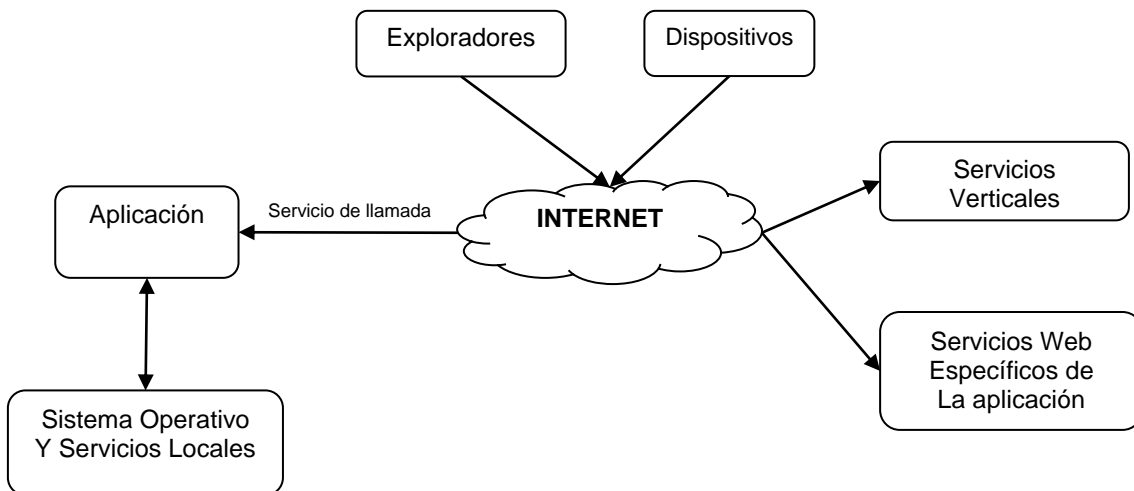 Exploradores
Dispositivos
Servicios
Verticales
Aplicación
Servicio de llamada
INTERNET
Servicios Web
Específicos de
La aplicación
Sistema Operativo
Y Servicios Locales